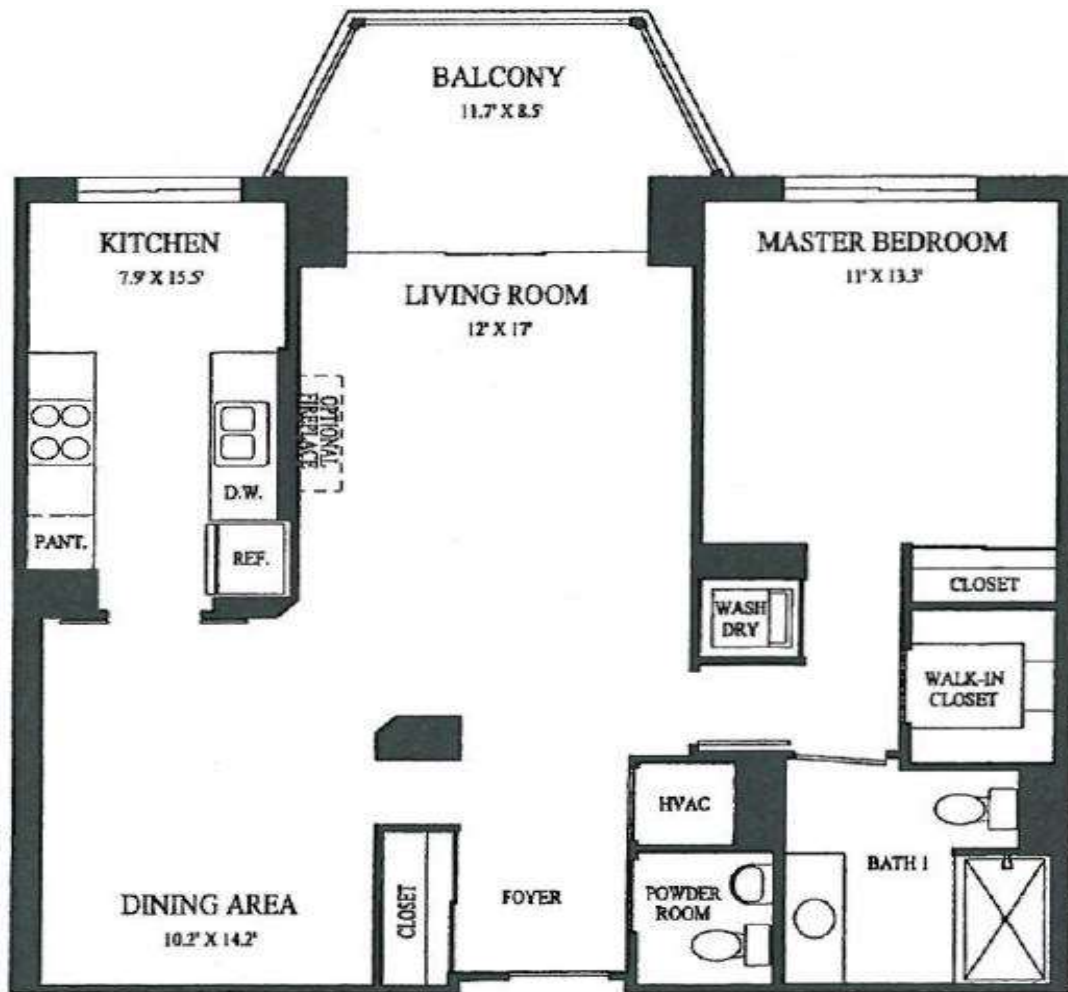 BALCONY
11.7' X 8.5'
KITCHEN
7.9' X 15.5'
MASTER BEDROOM
11' X 13.3'
LIVING ROOM
12' X 17'
OPTIONAL
FIREPLACE
D.W.
PANT.
REF.
WASH
DRY
CLOSET
WALK-IN
CLOSET
HVAC
BATH 1
POWDER
ROOM
FOYER
CLOSET
DINING AREA
10.2' X 14.2'